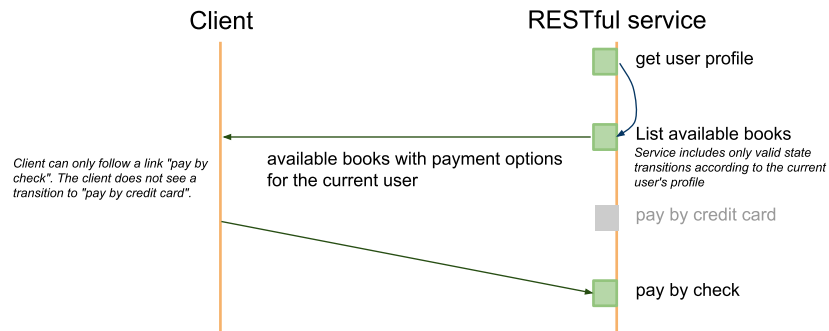 Client
RESTful service
get user profile
List available books
Service includes only valid state
transitions according to the current
user's profile
available books with payment options
for the current user
Client can only follow a link "pay by
check". The client does not see a
transition to "pay by credit card".
pay by credit card
pay by check